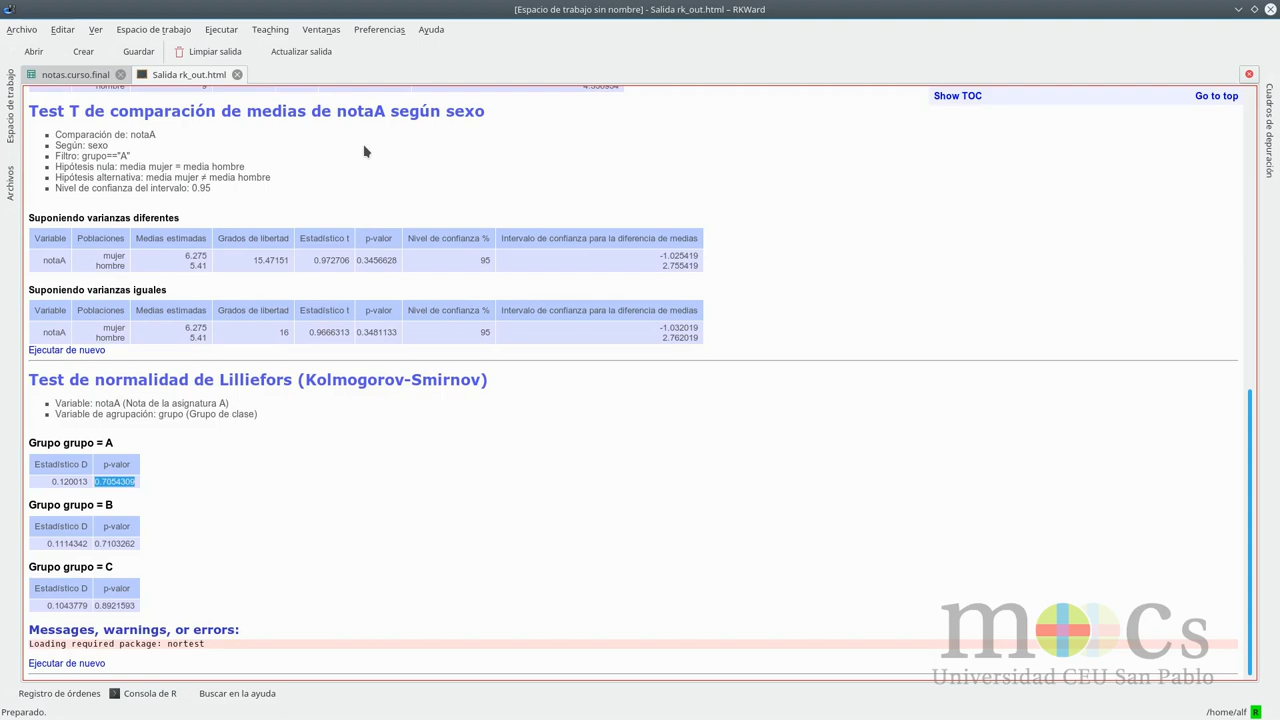 [Espacio de trabajo sin nombre] - Salida rk_out.html – RKWard
Archivo Editar Ver Espacio de trabajo Ejecutar Teaching Ventanas Preferencias Ayuda
Abrir Crear Guardar Limpiar salida Actualizar salida
notas.curso.final Salida rk_out.html
Espacio de trabajo
Archivos
Cuadros de depuración
Show TOC Go to top
Test T de comparación de medias de notaA según sexo
Comparación de: notaA
Según: sexo
Filtro: grupo=="A"
Hipótesis nula: media mujer = media hombre
Hipótesis alternativa: media mujer ≠ media hombre
Nivel de confianza del intervalo: 0.95
Suponiendo varianzas diferentes
Variable Poblaciones Medias estimadas Grados de libertad Estadístico t p-valor Nivel de confianza % Intervalo de confianza para la diferencia de medias
notaA mujer 6.275 15.47151 0.972706 0.3456628 95 -1.025419
hombre 5.41 2.755419
Suponiendo varianzas iguales
Variable Poblaciones Medias estimadas Grados de libertad Estadístico t p-valor Nivel de confianza % Intervalo de confianza para la diferencia de medias
notaA mujer 6.275 16 0.9666313 0.3481133 95 -1.032019
hombre 5.41 2.762019
Ejecutar de nuevo
Test de normalidad de Lilliefors (Kolmogorov-Smirnov)
Variable: notaA (Nota de la asignatura A)
Variable de agrupación: grupo (Grupo de clase)
Grupo grupo = A
Estadístico D p-valor
0.120013 0.7054309
Grupo grupo = B
Estadístico D p-valor
0.1114342 0.7103262
Grupo grupo = C
Estadístico D p-valor
0.1043779 0.8921593
Messages, warnings, or errors:
Loading required package: nortest
Ejecutar de nuevo
moocs
Universidad CEU San Pablo
Registro de órdenes Consola de R Buscar en la ayuda
Preparado. /home/alf R